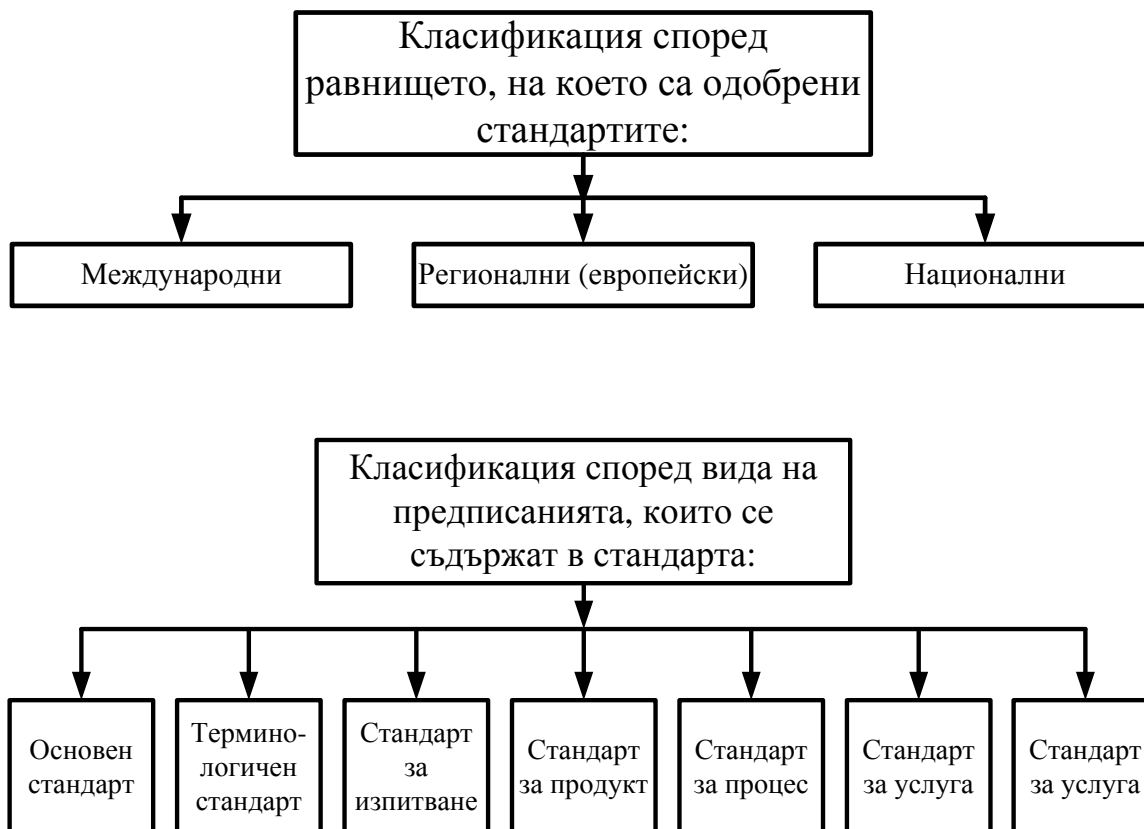 Класификация според
равнището, на което са одобрени
стандартите:
Международни
Регионални (европейски)
Национални
Класификация според вида на
предписанията, които се
съдържат в стандарта:
Основен
стандарт
Термино-
логичен
стандарт
Стандарт
за
изпитване
Стандарт
за продукт
Стандарт
за процес
Стандарт
за услуга
Стандарт
за услуга